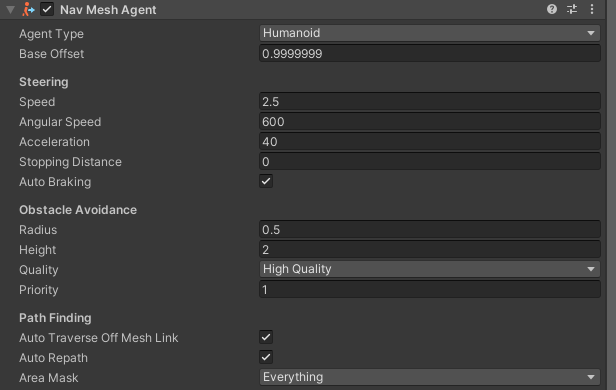 Nav Mesh Agent
Agent Type Humanoid
Base Offset 0.9999999
Steering
Speed 2.5
Angular Speed 600
Acceleration 40
Stopping Distance 0
Auto Braking
Obstacle Avoidance
Radius 0.5
Height 2
Quality High Quality
Priority 1
Path Finding
Auto Traverse Off Mesh Link
Auto Repath
Area Mask Everything